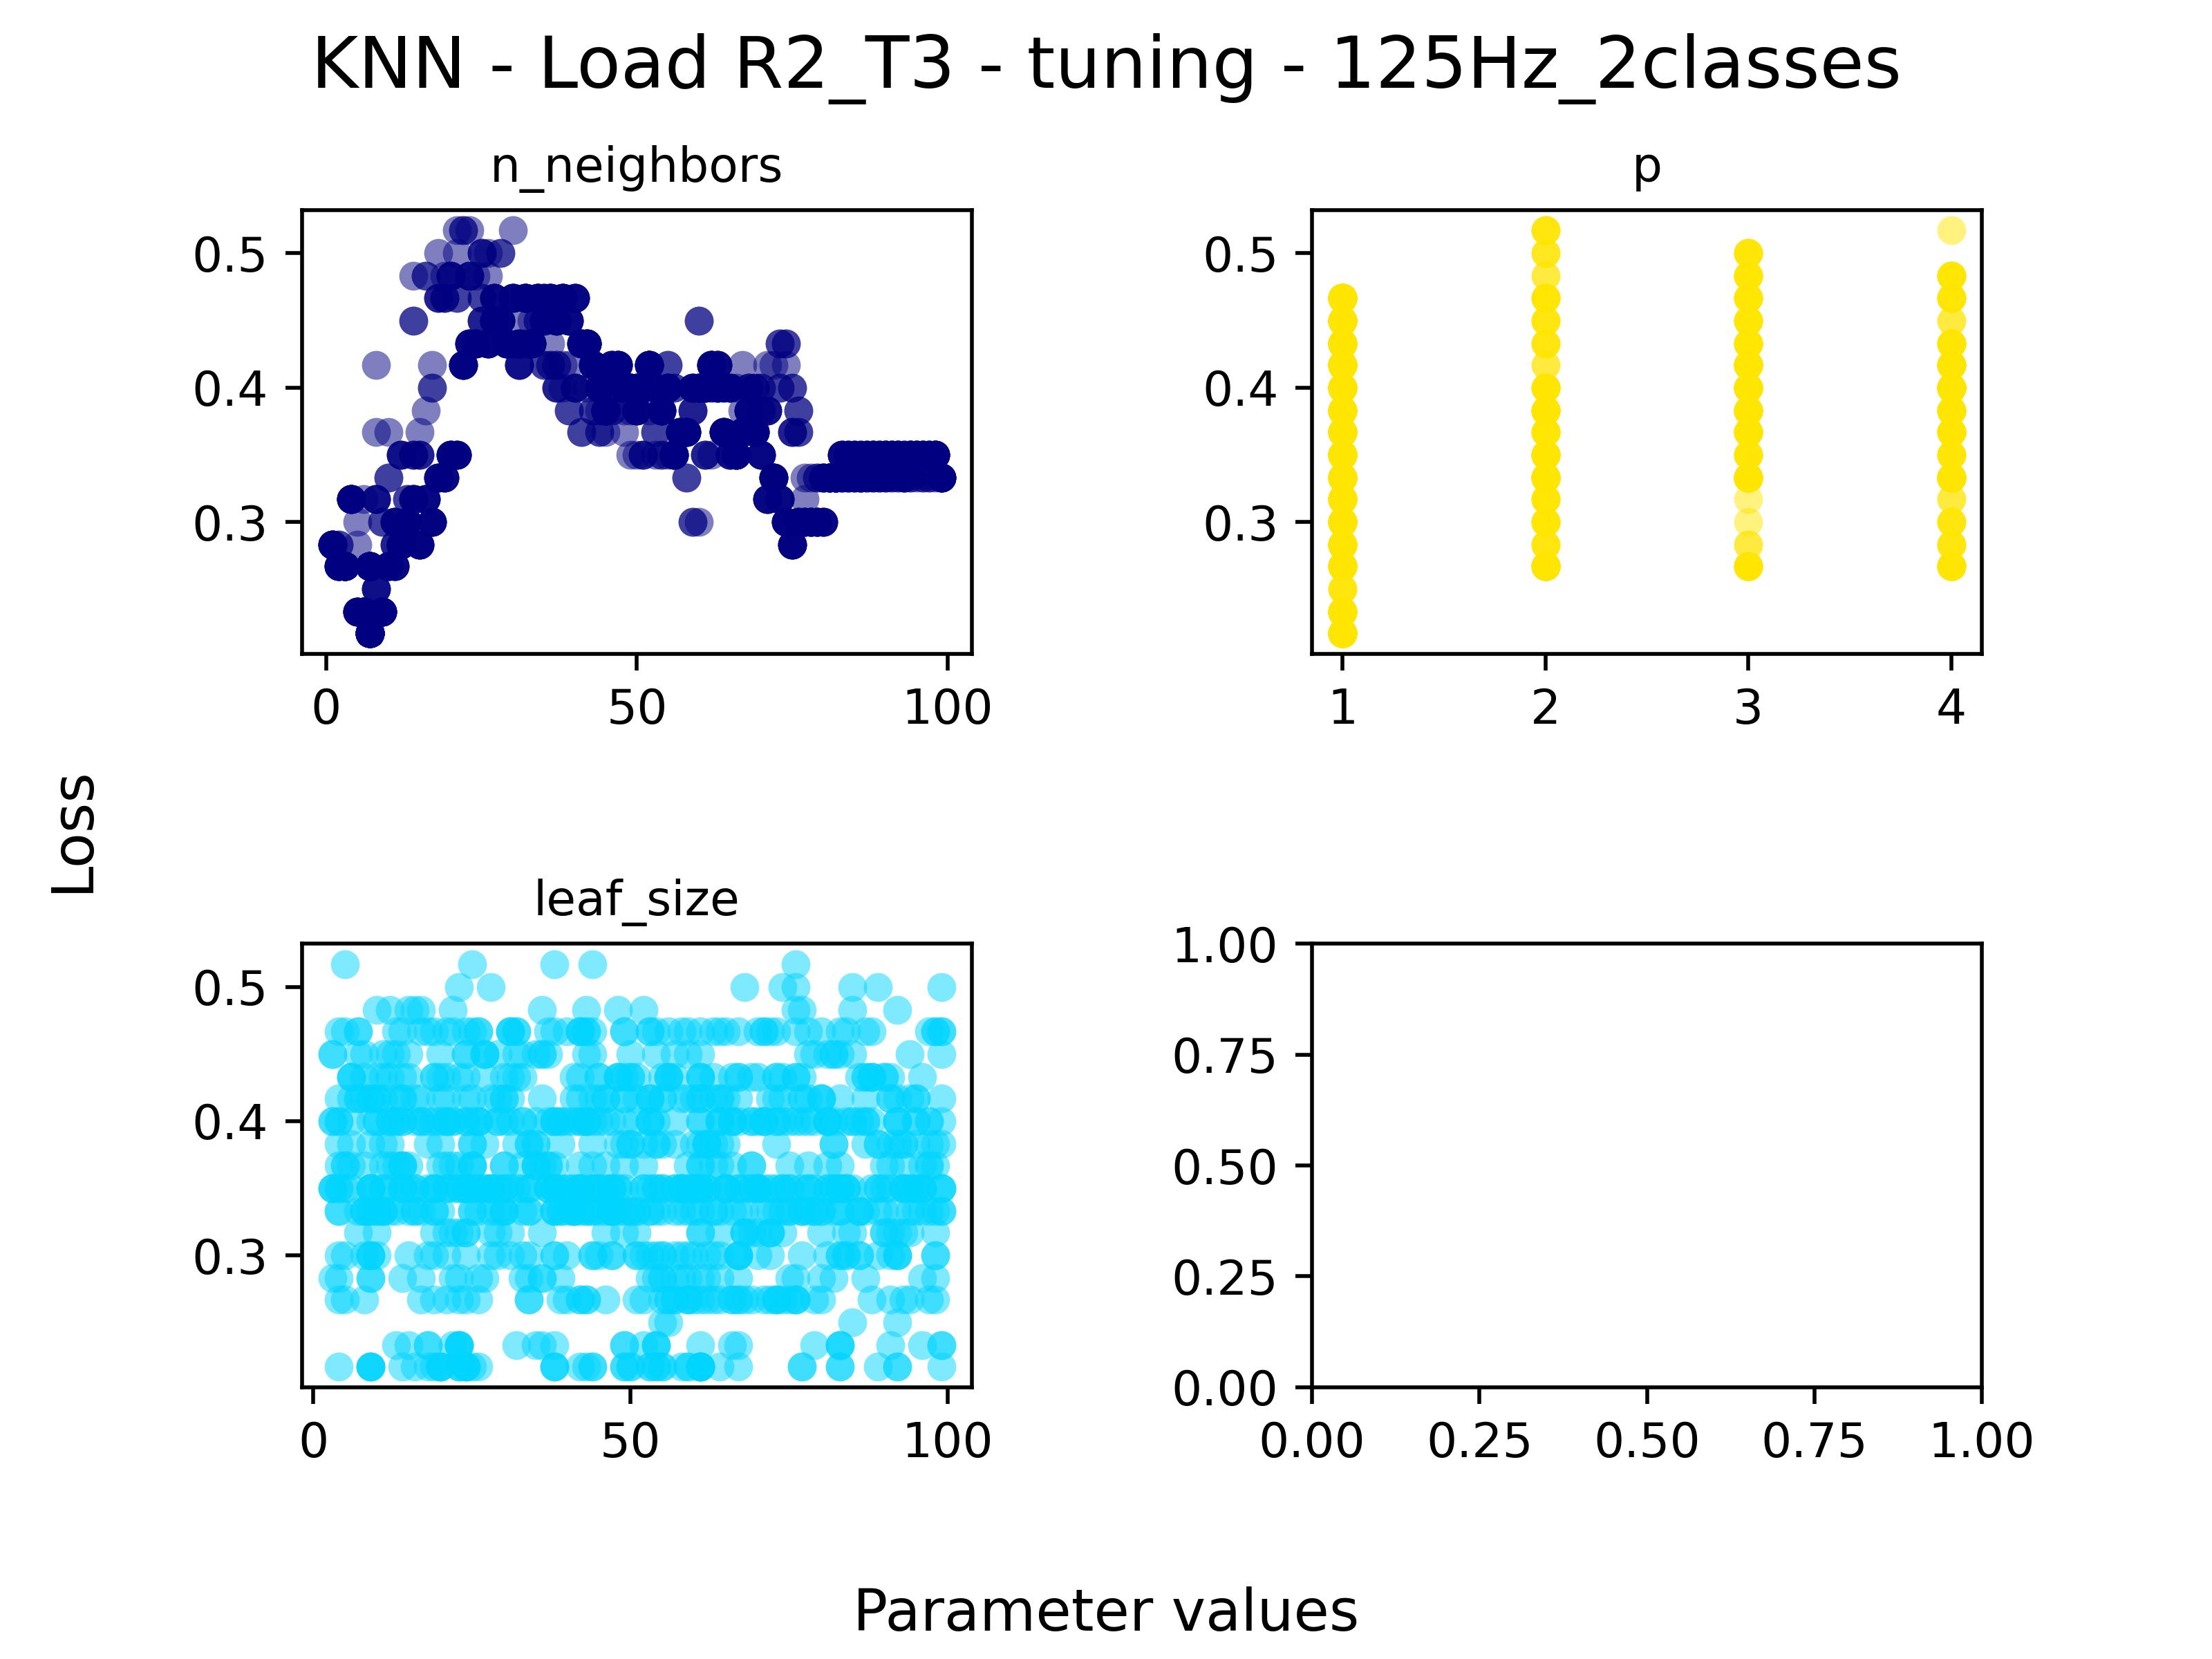 KNN - Load R2_T3 - tuning - 125Hz_2classes
n_neighbors
0.5
0.4
0.3
0 50 100
p
0.5
0.4
0.3
1 2 3 4
Loss
leaf_size
0.5
0.4
0.3
0 50 100
1.00
0.75
0.50
0.25
0.00
0.00 0.25 0.50 0.75 1.00
Parameter values